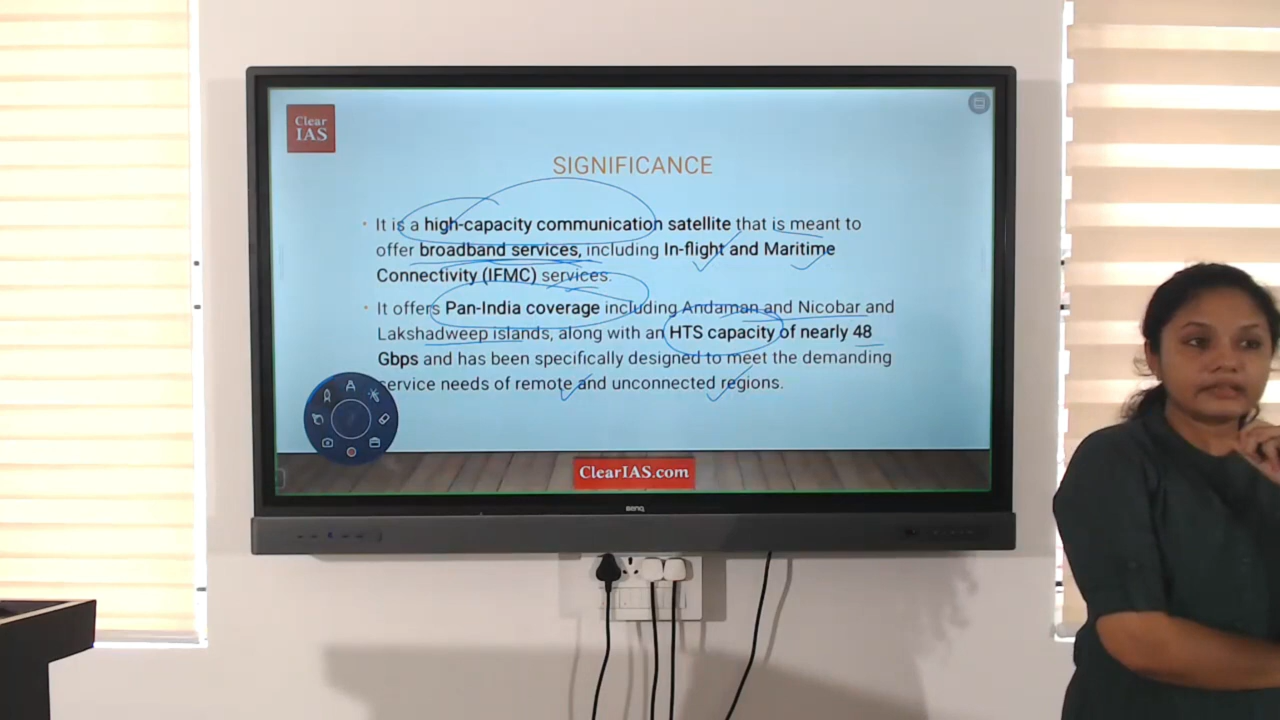 Clear
IAS
SIGNIFICANCE
It is a high-capacity communication satellite that is meant to
offer broadband services, including In-flight and Maritime
Connectivity (IFMC) services.
It offers Pan-India coverage including Andaman and Nicobar and
Lakshadweep islands, along with an HTS capacity of nearly 48
Gbps and has been specifically designed to meet the demanding
service needs of remote and unconnected regions.
ClearIAS.com
BenQ